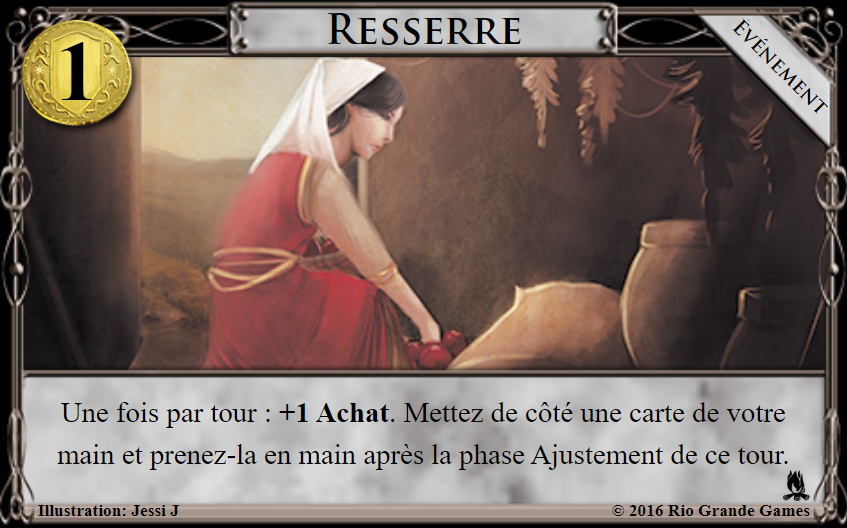 RESSERRE
1
ÉVÉNEMENT
Une fois par tour : +1 Achat. Mettez de côté une carte de votre
main et prenez-la en main après la phase Ajustement de ce tour.
Illustration: Jessi J
© 2016 Rio Grande Games